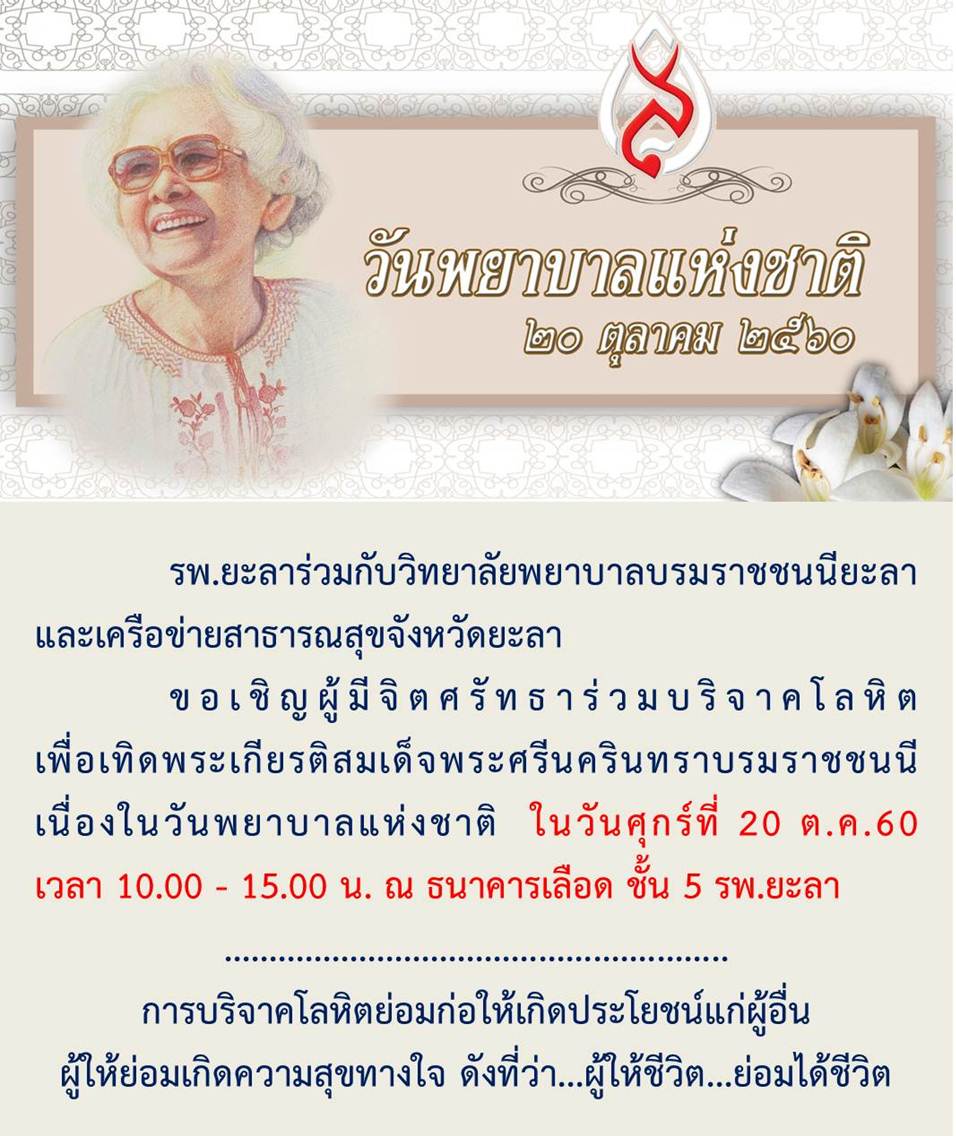 วันพยาบาลแห่งชาติ
๒๐ ตุลาคม ๒๕๖๐
รพ.ยะลาร่วมกับวิทยาลัยพยาบาลบรมราชชนนียะลา
และเครือข่ายสาธารณสุขจังหวัดยะลา
ขอเชิญผู้มีจิตศรัทธาร่วมบริจาคโลหิต
เพื่อเทิดพระเกียรติสมเด็จพระศรีนครินทราบรมราชชนนี
เนื่องในวันพยาบาลแห่งชาติ ในวันศุกร์ที่ 20 ต.ค.60
เวลา 10.00 - 15.00 น. ณ ธนาคารเลือด ชั้น 5 รพ.ยะลา
........................................................
การบริจาคโลหิตย่อมก่อให้เกิดประโยชน์แก่ผู้อื่น
ผู้ให้ย่อมเกิดความสุขทางใจ ดังที่ว่า...ผู้ให้ชีวิต...ย่อมได้ชีวิต